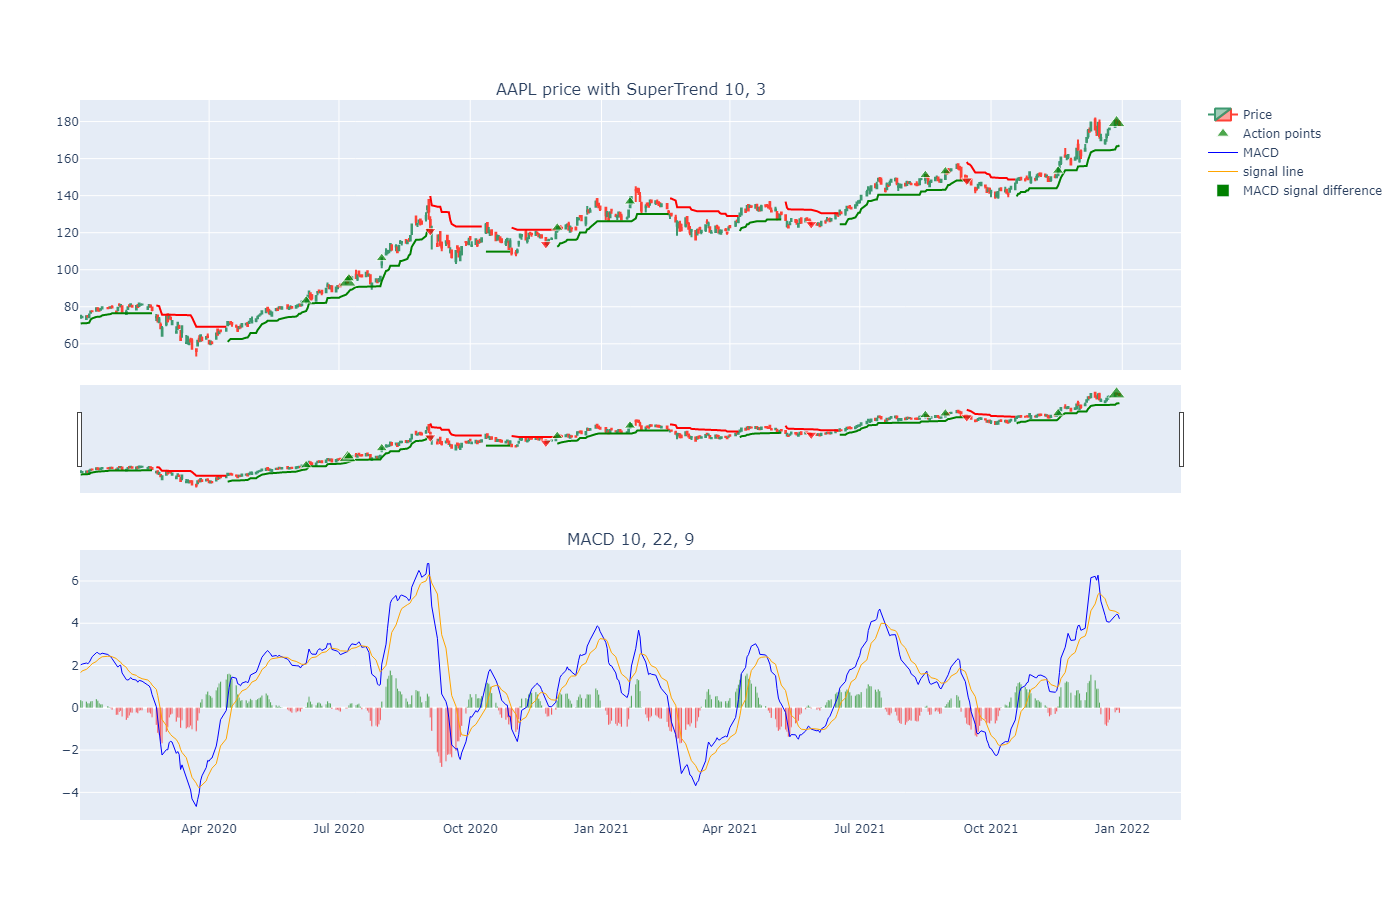 AAPL price with SuperTrend 10, 3
180
160
140
120
100
80
60
Price
Action points
MACD
signal line
MACD signal difference
MACD 10, 22, 9
6
4
2
0
−2
−4
Apr 2020
Jul 2020
Oct 2020
Jan 2021
Apr 2021
Jul 2021
Oct 2021
Jan 2022